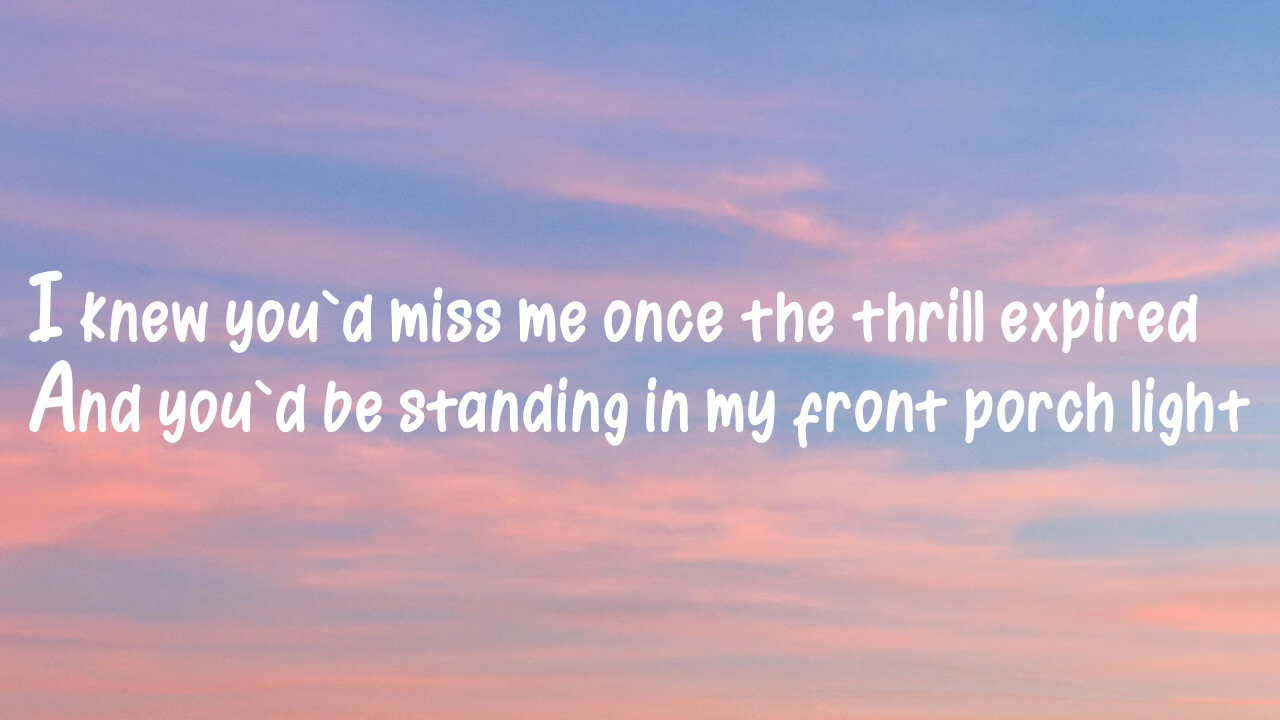 I knew you`d miss me once the thrill expired
And you`d be standing in my front porch light